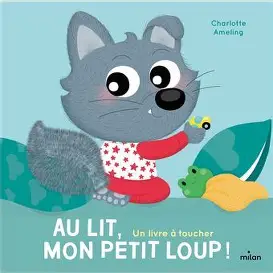 Charlotte
Ameling
AU LIT,
Un livre à toucher
MON PETIT LOUP !
milan